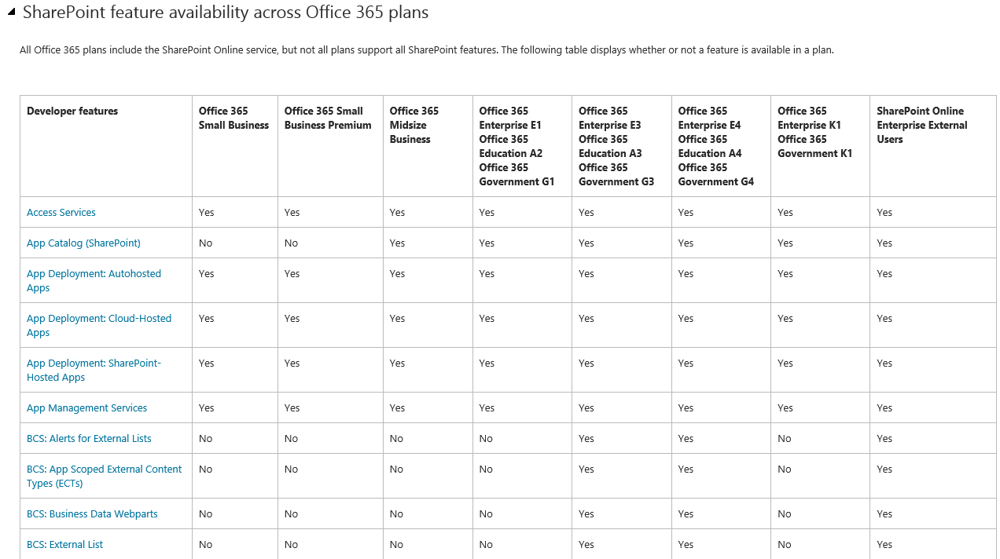 SharePoint feature availability across Office 365 plans
All Office 365 plans include the SharePoint Online service, but not all plans support all SharePoint features. The following table displays whether or not a feature is available in a plan.
Developer features
Office 365
Small Business
Office 365 Small
Business Premium
Office 365
Midsize
Business
Office 365
Enterprise E1
Office 365
Education A2
Office 365
Government G1
Office 365
Enterprise E3
Office 365
Education A3
Office 365
Government G3
Office 365
Enterprise E4
Office 365
Education A4
Office 365
Government G4
Office 365
Enterprise K1
Office 365
Government K1
SharePoint Online
Enterprise External
Users
Access Services Yes Yes Yes Yes Yes Yes Yes Yes
App Catalog (SharePoint) No No Yes Yes Yes Yes Yes Yes
App Deployment: Autohosted Yes Yes Yes Yes Yes Yes Yes Yes
Apps
App Deployment: Cloud-Hosted Yes Yes Yes Yes Yes Yes Yes Yes
Apps
App Deployment: SharePoint- Yes Yes Yes Yes Yes Yes Yes Yes
Hosted Apps
App Management Services Yes Yes Yes Yes Yes Yes Yes Yes
BCS: Alerts for External Lists No No No No Yes Yes No Yes
BCS: App Scoped External Content No No No No Yes Yes No Yes
Types (ECTs)
BCS: Business Data Webparts No No No No Yes Yes No Yes
BCS: External List No No No No Yes Yes No Yes